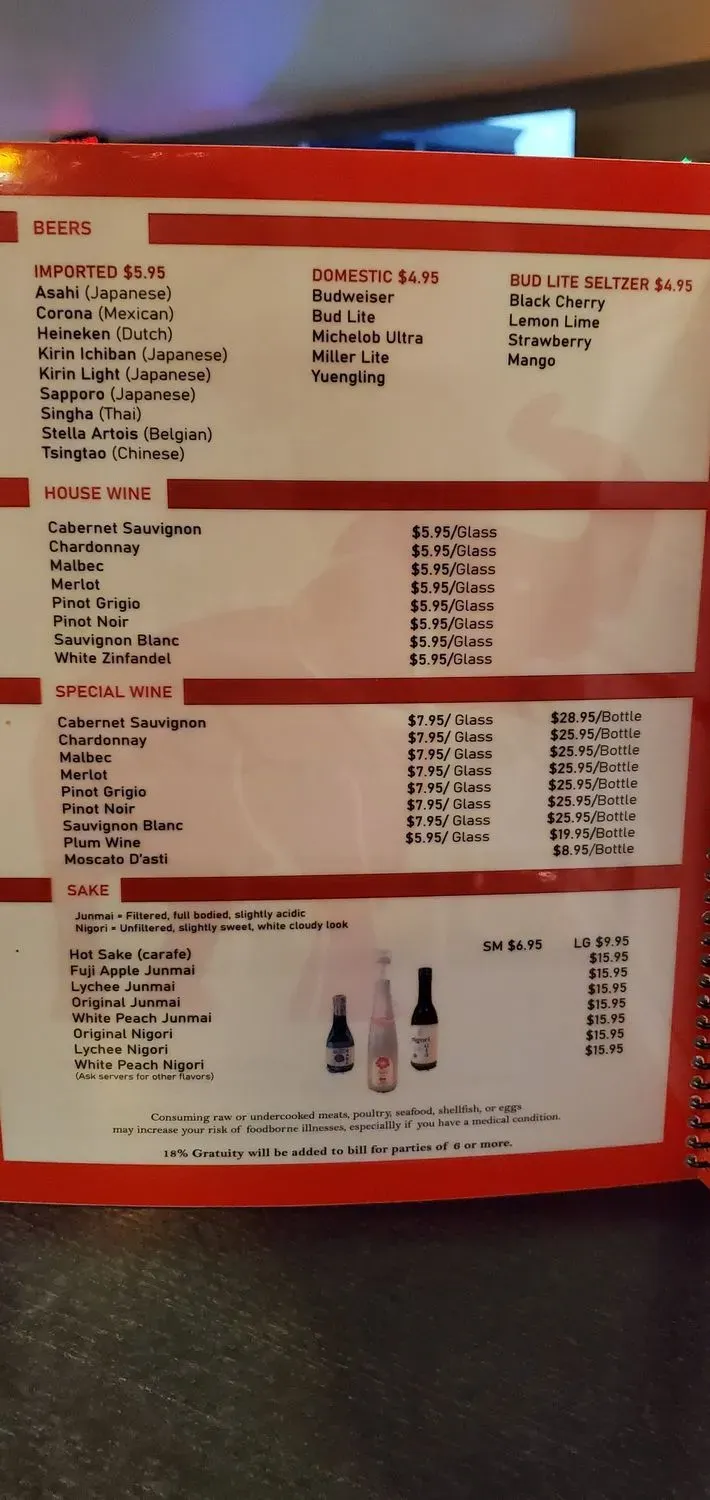 BEERS
IMPORTED $5.95
Asahi (Japanese)
Corona (Mexican)
Heineken (Dutch)
Kirin Ichiban (Japanese)
Kirin Light (Japanese)
Sapporo (Japanese)
Singha (Thai)
Stella Artois (Belgian)
Tsingtao (Chinese)
DOMESTIC $4.95
Budweiser
Bud Lite
Michelob Ultra
Miller Lite
Yuengling
BUD LITE SELTZER $4.95
Black Cherry
Lemon Lime
Strawberry
Mango
HOUSE WINE
Cabernet Sauvignon $5.95/Glass
Chardonnay $5.95/Glass
Malbec $5.95/Glass
Merlot $5.95/Glass
Pinot Grigio $5.95/Glass
Pinot Noir $5.95/Glass
Sauvignon Blanc $5.95/Glass
White Zinfandel $5.95/Glass
SPECIAL WINE
Cabernet Sauvignon $7.95/ Glass $28.95/Bottle
Chardonnay $7.95/ Glass $25.95/Bottle
Malbec $7.95/ Glass $25.95/Bottle
Merlot $7.95/ Glass $25.95/Bottle
Pinot Grigio $7.95/ Glass $25.95/Bottle
Pinot Noir $7.95/ Glass $25.95/Bottle
Sauvignon Blanc $7.95/ Glass $25.95/Bottle
Plum Wine $5.95/ Glass $19.95/Bottle
Moscato D'asti $8.95/Bottle
SAKE
Junmai = Filtered, full bodied, slightly acidic
Nigori = Unfiltered, slightly sweet, white cloudy look
Hot Sake (carafe) SM $6.95 LG $9.95
Fuji Apple Junmai $15.95
Lychee Junmai $15.95
Original Junmai $15.95
White Peach Junmai $15.95
Original Nigori $15.95
Lychee Nigori $15.95
White Peach Nigori $15.95
(Ask servers for other flavors)
Consuming raw or undercooked meats, poultry, seafood, shellfish, or eggs
may increase your risk of foodborne illnesses, especiallly if you have a medical condition.
18% Gratuity will be added to bill for parties of 6 or more.